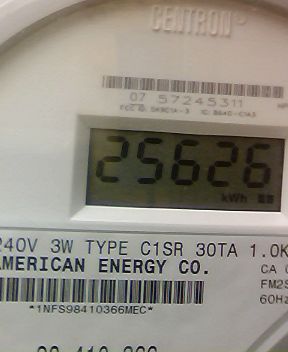 CENTRON®
07 57245311
25626
kWh
240V 3W TYPE C1SR 30TA 1.0K
AMERICAN ENERGY CO.
CA
FM2S
60Hz
*1NFS98410366MEC*